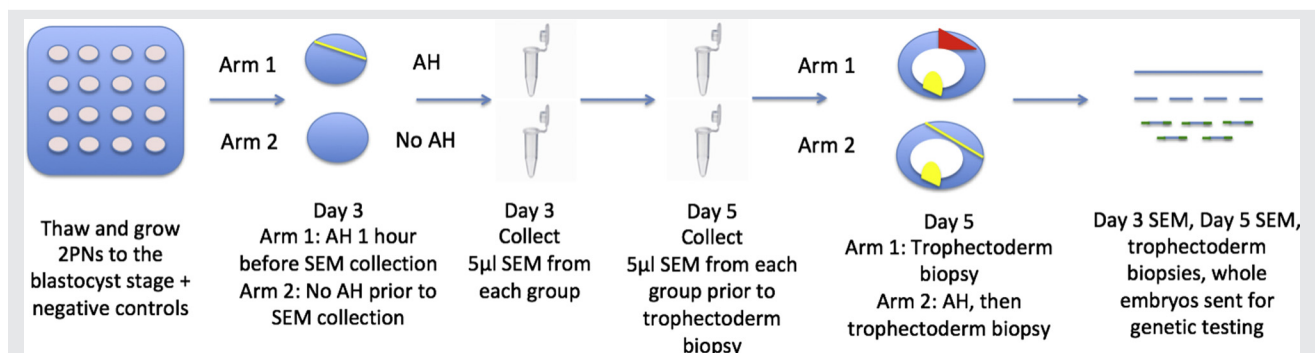 Arm 1
AH
Arm 2
No AH
Arm 1
Arm 2
Thaw and grow
2PNs to the
blastocyst stage +
negative controls
Day 3
Arm 1: AH 1 hour
before SEM collection
Arm 2: No AH prior to
SEM collection
Day 3
Collect
5µl SEM from
each group
Day 5
Collect
5µl SEM from each
group prior to
trophectoderm
biopsy
Day 5
Arm 1: Trophectoderm
biopsy
Arm 2: AH, then
trophectoderm biopsy
Day 3 SEM, Day 5 SEM,
trophectoderm
biopsies, whole
embryos sent for
genetic testing